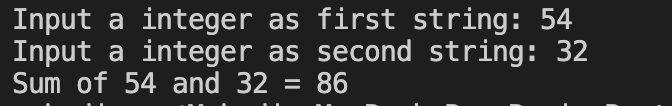 Input a integer as first string: 54
Input a integer as second string: 32
Sum of 54 and 32 = 86